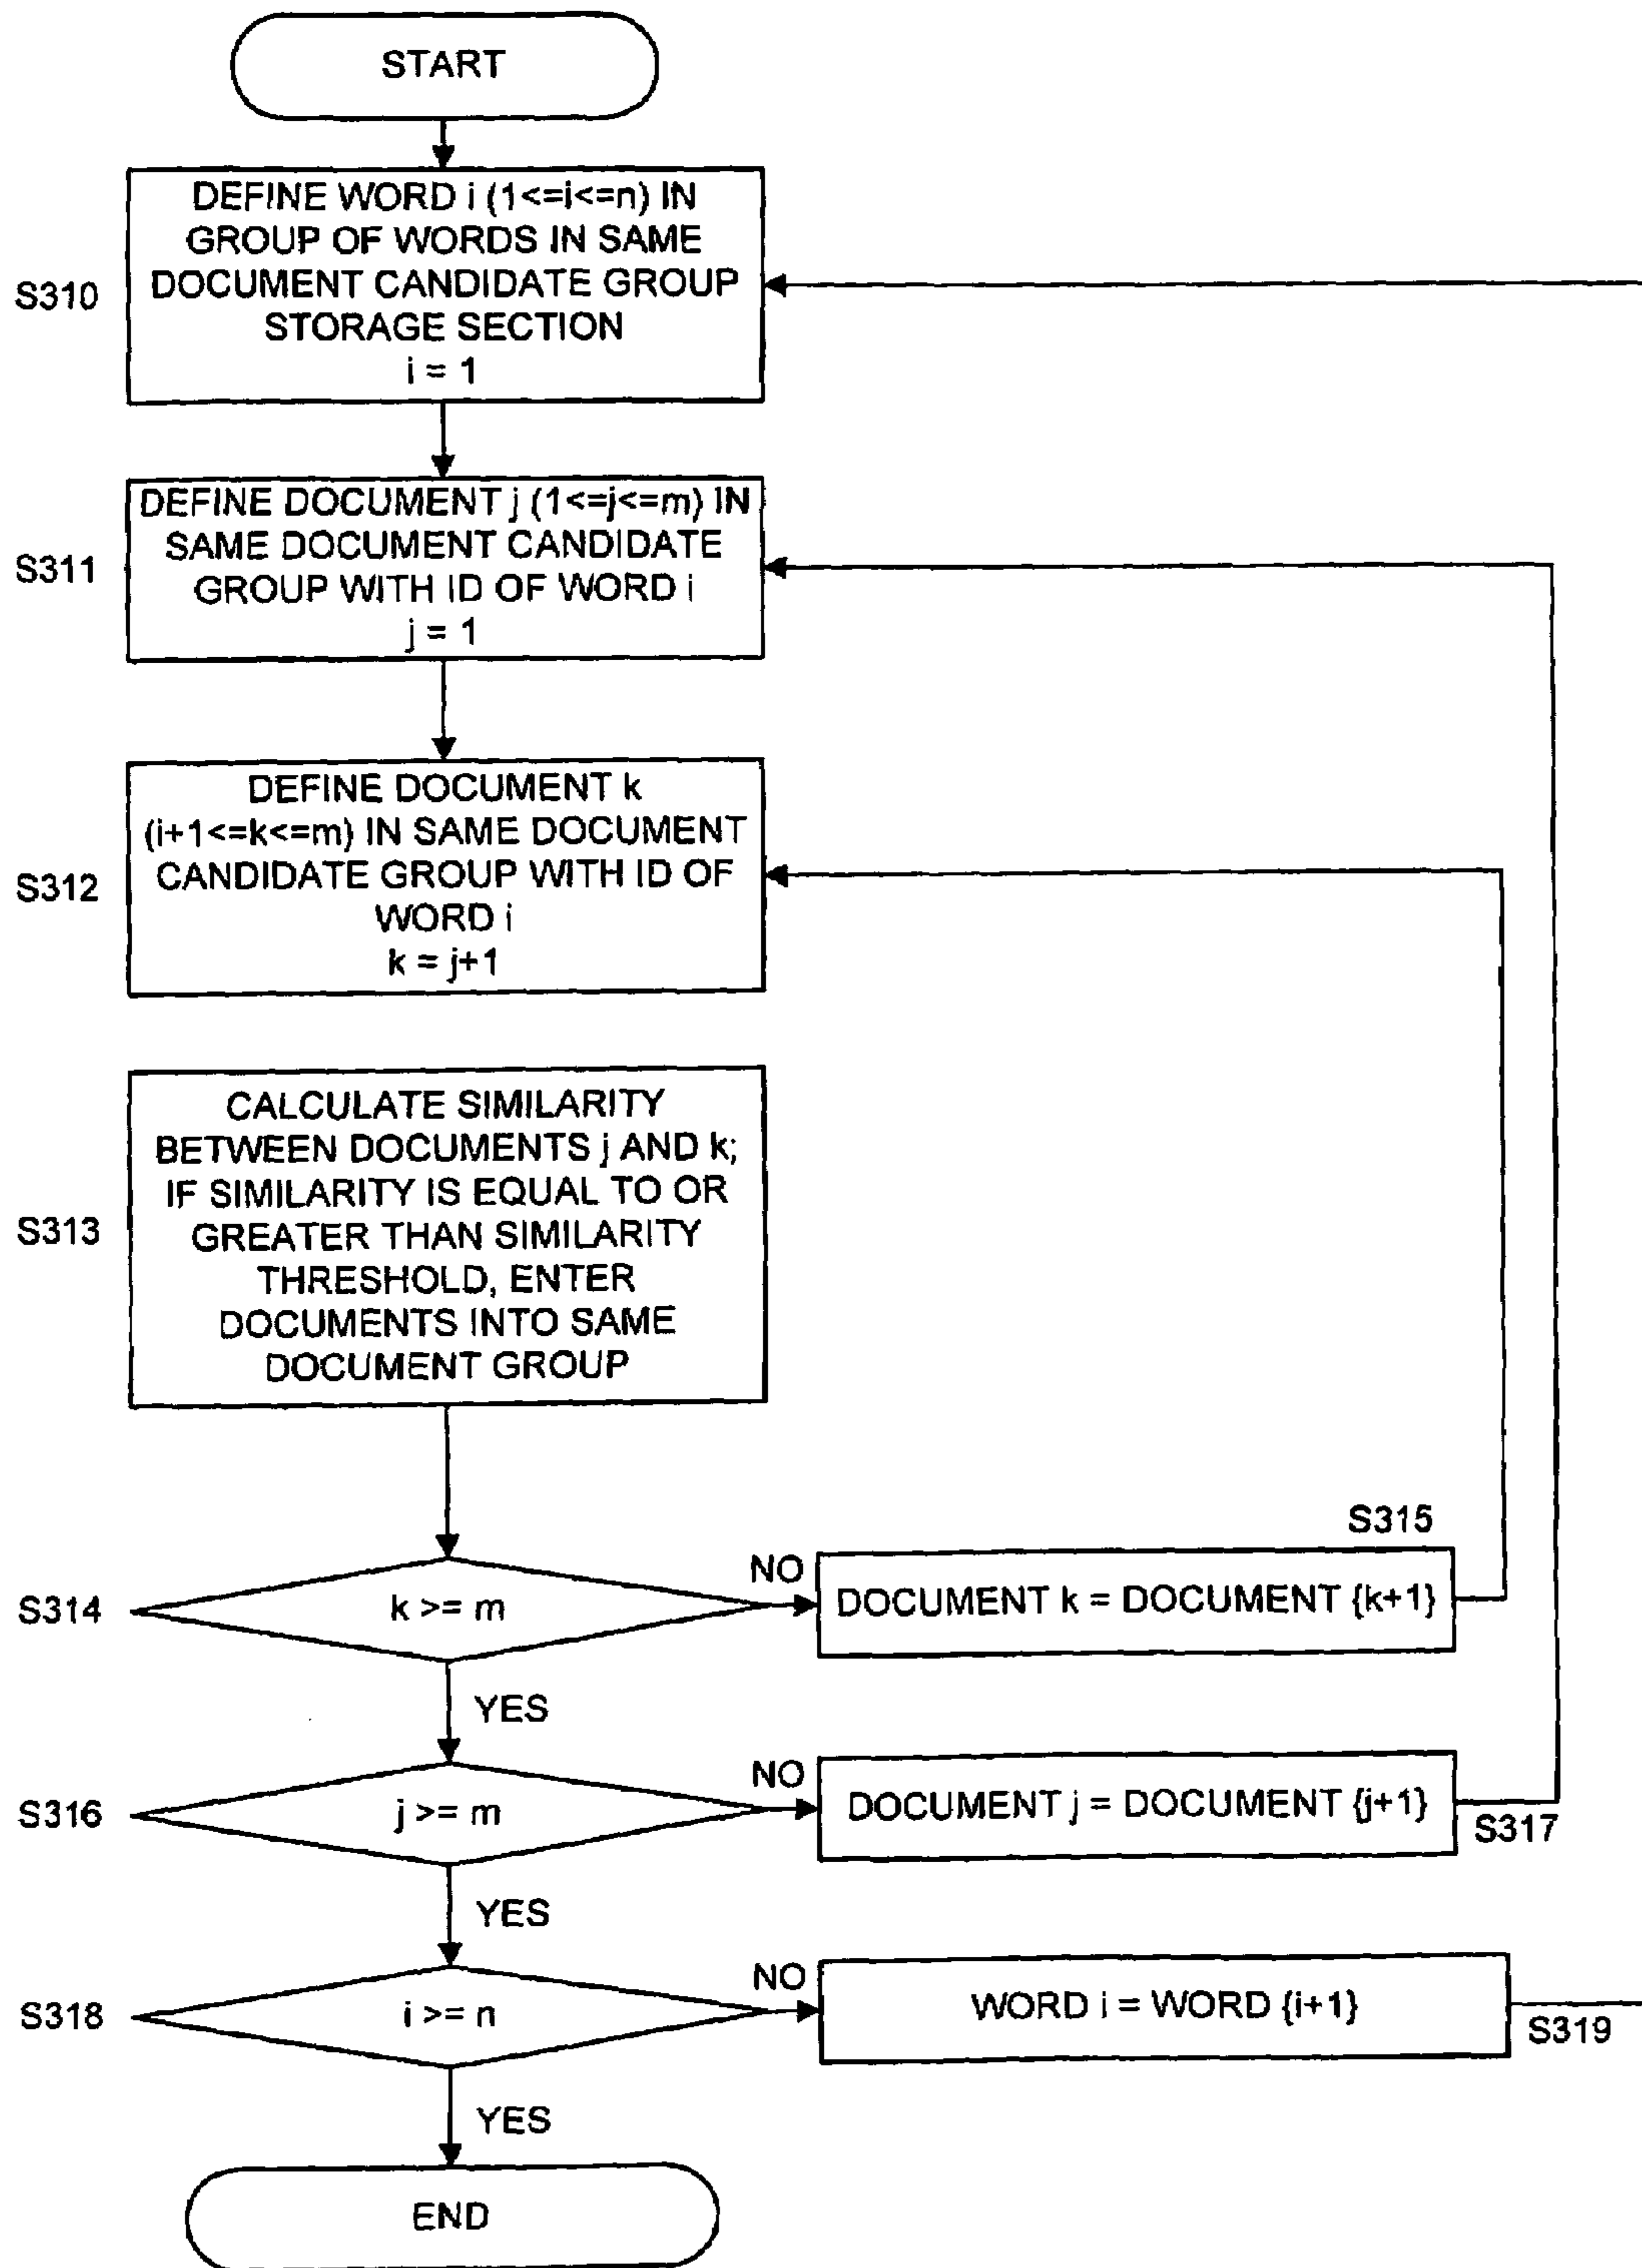 START
S310
DEFINE WORD i (1<=i<=n) IN
GROUP OF WORDS IN SAME
DOCUMENT CANDIDATE GROUP
STORAGE SECTION
i = 1
S311
DEFINE DOCUMENT j (1<=j<=m) IN
SAME DOCUMENT CANDIDATE
GROUP WITH ID OF WORD i
j = 1
S312
DEFINE DOCUMENT k
(i+1<=k<=m) IN SAME DOCUMENT
CANDIDATE GROUP WITH ID OF
WORD i
k = j+1
S313
CALCULATE SIMILARITY
BETWEEN DOCUMENTS j AND k;
IF SIMILARITY IS EQUAL TO OR
GREATER THAN SIMILARITY
THRESHOLD, ENTER
DOCUMENTS INTO SAME
DOCUMENT GROUP
S314
k >= m
NO
S315
DOCUMENT k = DOCUMENT {k+1}
YES
S316
j >= m
NO
DOCUMENT j = DOCUMENT {j+1}
S317
YES
S318
i >= n
NO
WORD i = WORD {i+1}
S319
YES
END